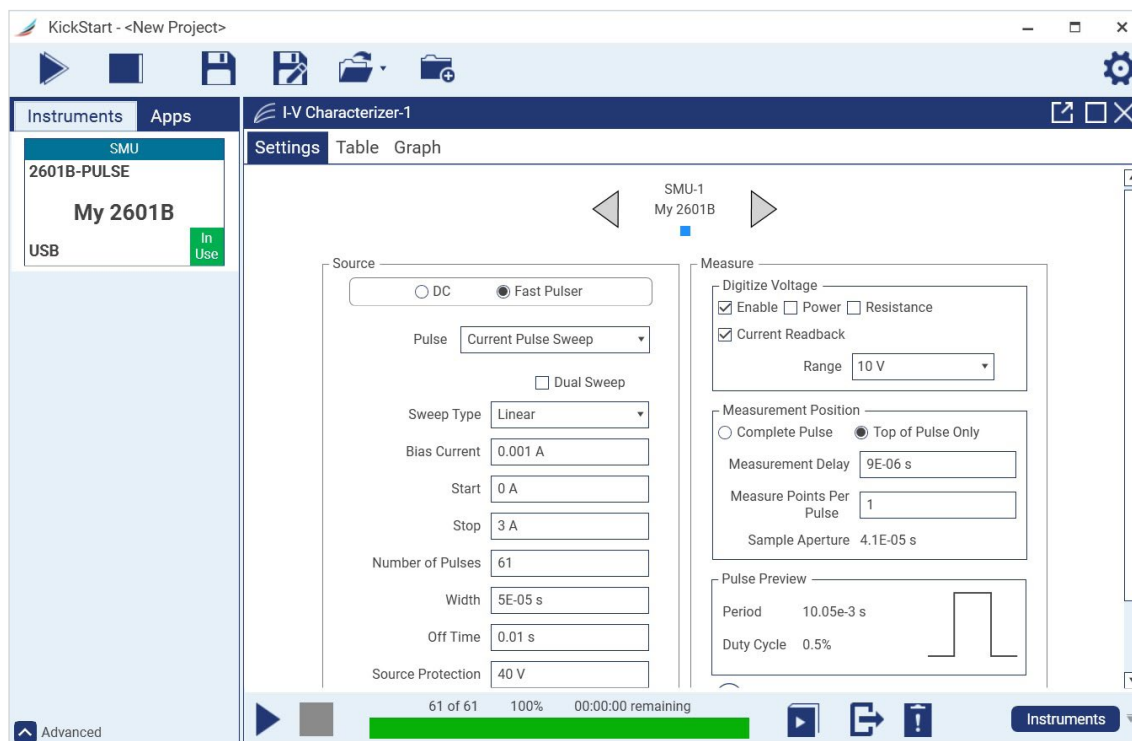 KickStart - <New Project>
Instruments Apps
SMU
2601B-PULSE
My 2601B
USB
In
Use
Advanced
I-V Characterizer-1
Settings Table Graph
SMU-1
My 2601B
Source
DC Fast Pulser
Pulse Current Pulse Sweep
Dual Sweep
Sweep Type Linear
Bias Current 0.001 A
Start 0 A
Stop 3 A
Number of Pulses 61
Width 5E-05 s
Off Time 0.01 s
Source Protection 40 V
Measure
Digitize Voltage
Enable Power Resistance
Current Readback
Range 10 V
Measurement Position
Complete Pulse Top of Pulse Only
Measurement Delay 9E-06 s
Measure Points Per
Pulse 1
Sample Aperture 4.1E-05 s
Pulse Preview
Period 10.05e-3 s
Duty Cycle 0.5%
61 of 61 100% 00:00:00 remaining
Instruments